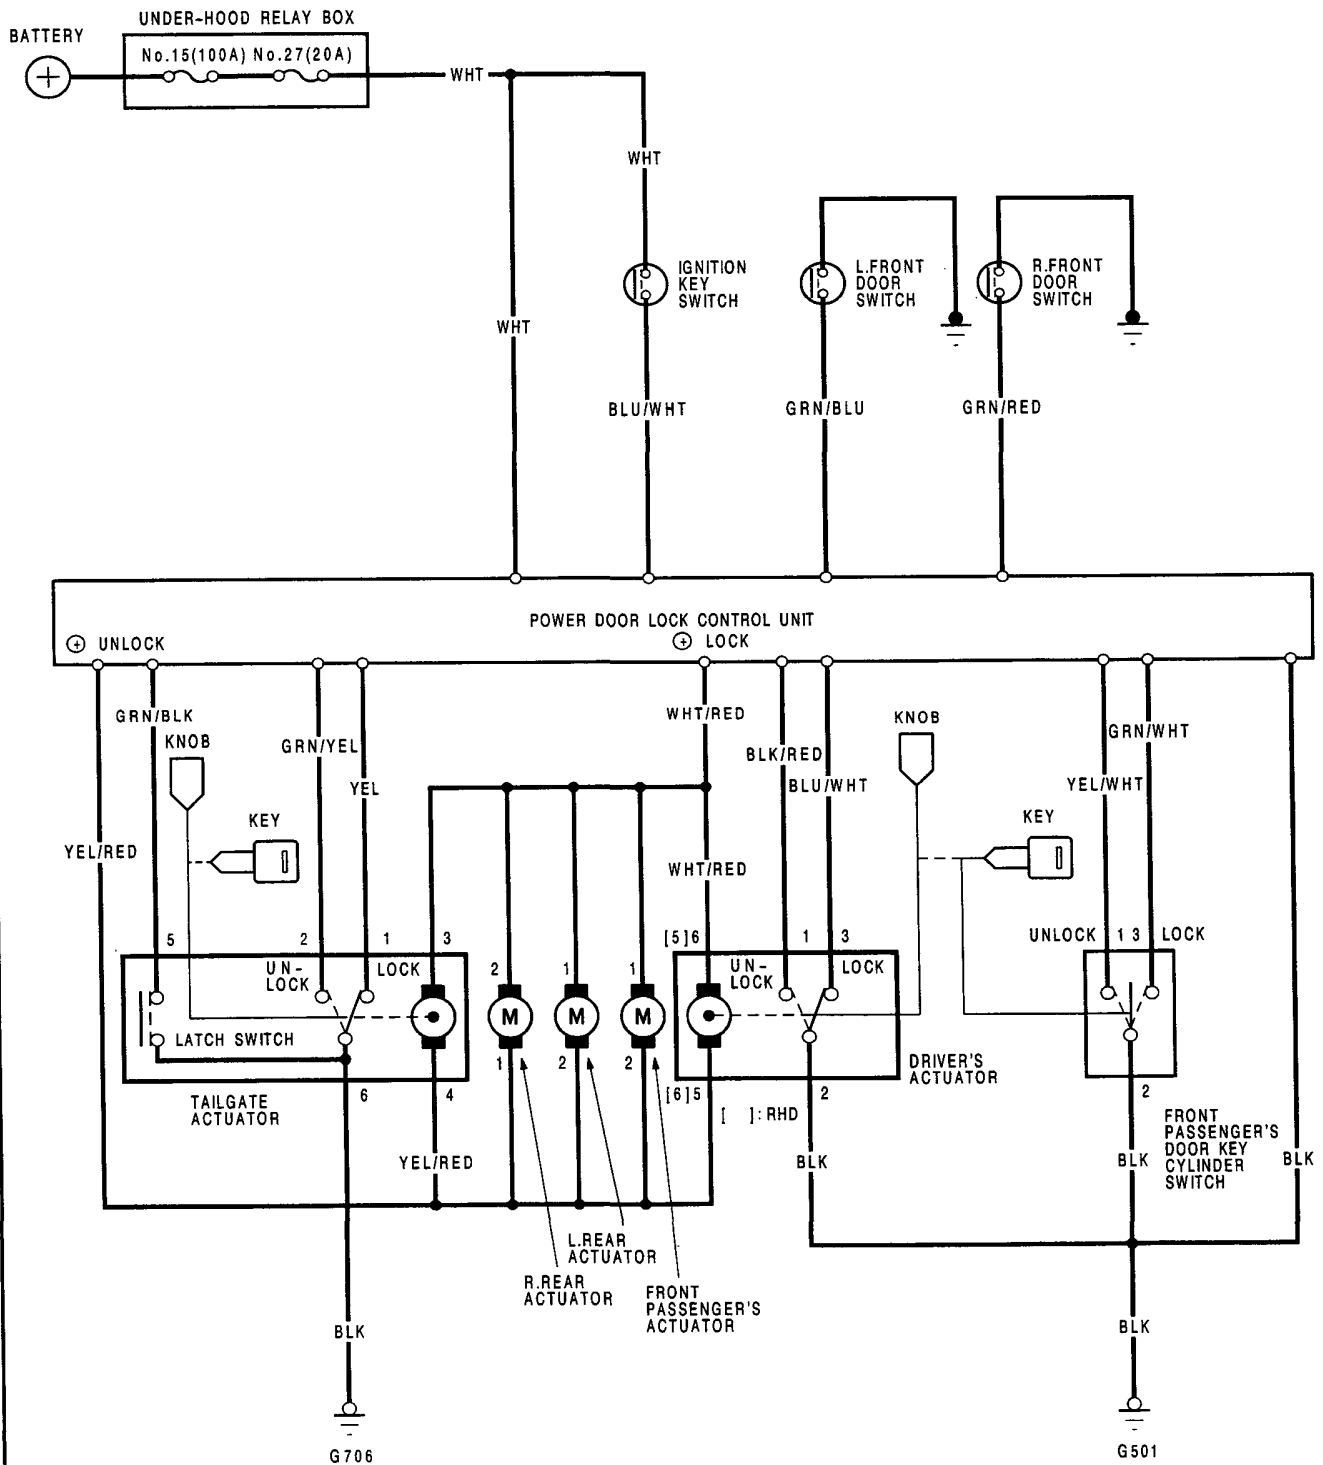 UNDER-HOOD RELAY BOX
BATTERY
No.15(100A) No.27(20A)
+
WHT
WHT
IGNITION
KEY
SWITCH
L.FRONT
DOOR
SWITCH
R.FRONT
DOOR
SWITCH
WHT
BLU/WHT
GRN/BLU
GRN/RED
POWER DOOR LOCK CONTROL UNIT
+ UNLOCK
+ LOCK
GRN/BLK
WHT/RED
KNOB
KNOB
GRN/YEL
BLK/RED
GRN/WHT
YEL
BLU/WHT
YEL/WHT
KEY
KEY
YEL/RED
WHT/RED
5
2
1
3
[5]6
1
3
UNLOCK
1 3
LOCK
UN-
LOCK
LOCK
2
1
1
UN-
LOCK
LOCK
M
M
M
LATCH SWITCH
1
2
2
DRIVER'S
ACTUATOR
TAILGATE
ACTUATOR
6
4
[6]5
[ ]:RHD
2
2
FRONT
PASSENGER'S
DOOR KEY
CYLINDER
SWITCH
YEL/RED
BLK
BLK
BLK
L.REAR
ACTUATOR
R.REAR
ACTUATOR
FRONT
PASSENGER'S
ACTUATOR
BLK
BLK
G706
G501